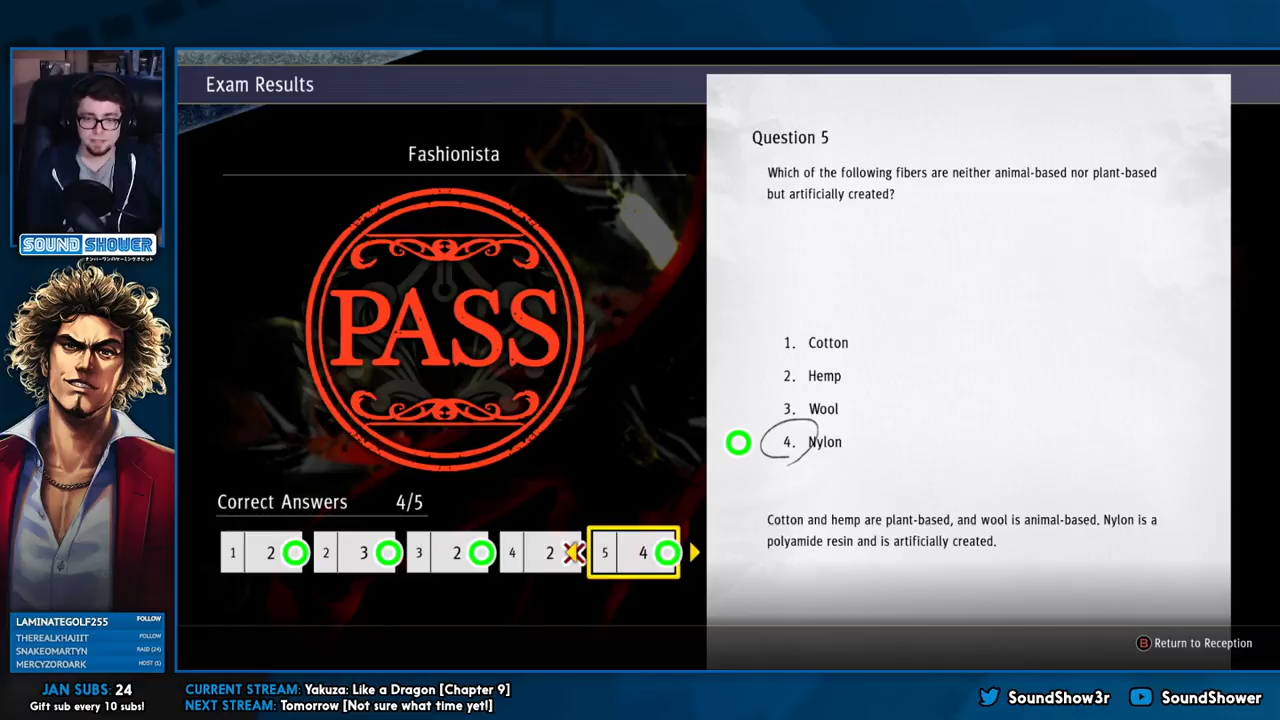 Exam Results
Fashionista
PASS
Correct Answers 4/5
1 2
2 3
3 2
4 2
5 4
Question 5
Which of the following fibers are neither animal-based nor plant-based
but artificially created?
1. Cotton
2. Hemp
3. Wool
4. Nylon
Cotton and hemp are plant-based, and wool is animal-based. Nylon is a
polyamide resin and is artificially created.
B Return to Reception
SOUND SHOWER
LAMINATEGOLF255 FOLLOW
THEREALKHAJIIT FOLLOW
SNAKEOMARTYN RAID (24)
MERCYZOROARK HOST (5)
JAN SUBS: 24
Gift sub every 10 subs!
CURRENT STREAM: Yakuza: Like a Dragon [Chapter 9]
NEXT STREAM: Tomorrow [Not sure what time yet!]
SoundShow3r
SoundShower